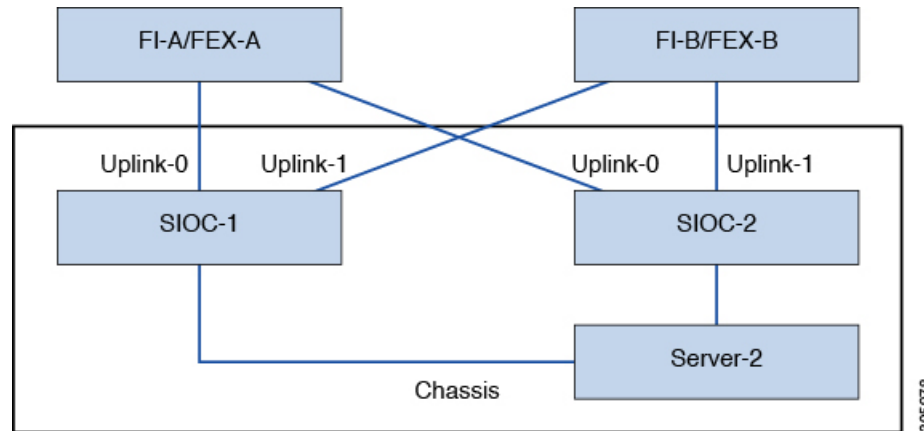 FI-A/FEX-A
FI-B/FEX-B
Uplink-0
Uplink-1
Uplink-0
Uplink-1
SIOC-1
SIOC-2
Server-2
Chassis